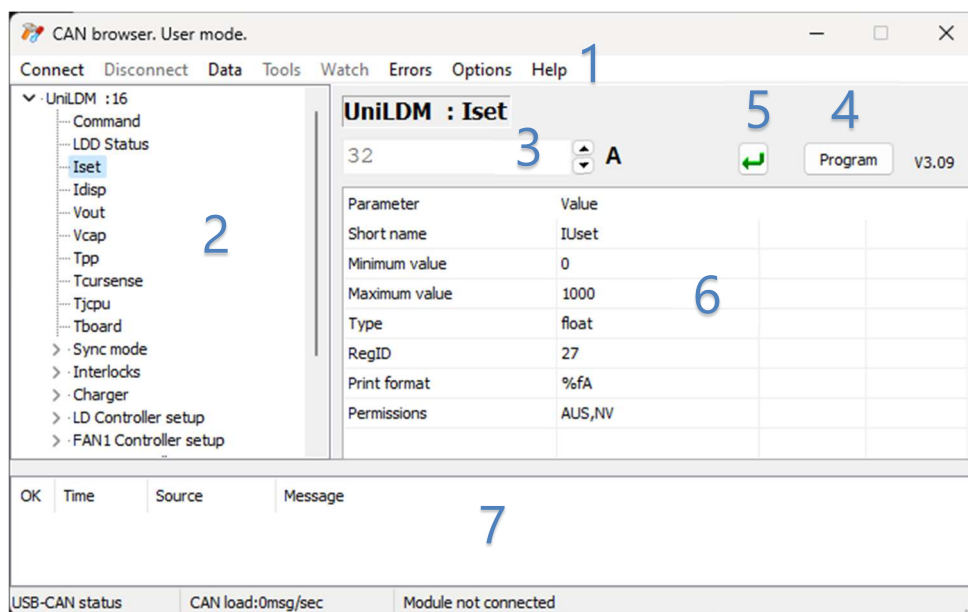 CAN browser. User mode.
Connect Disconnect Data Tools Watch Errors Options Help 1
UniLDM :16
Command
LDD Status
Iset
Idisp
Vout
Vcap
Tpp
Tcursense
Tjcpu
Tboard
Sync mode
Interlocks
Charger
LD Controller setup
FAN1 Controller setup
2
UniLDM : Iset
32 3 A
5
4
Program V3.09
Parameter Value
Short name IUset
Minimum value 0
Maximum value 1000
Type float
RegID 27
Print format %fA
Permissions AUS,NV
6
OK Time Source Message
7
USB-CAN status CAN load:0msg/sec Module not connected